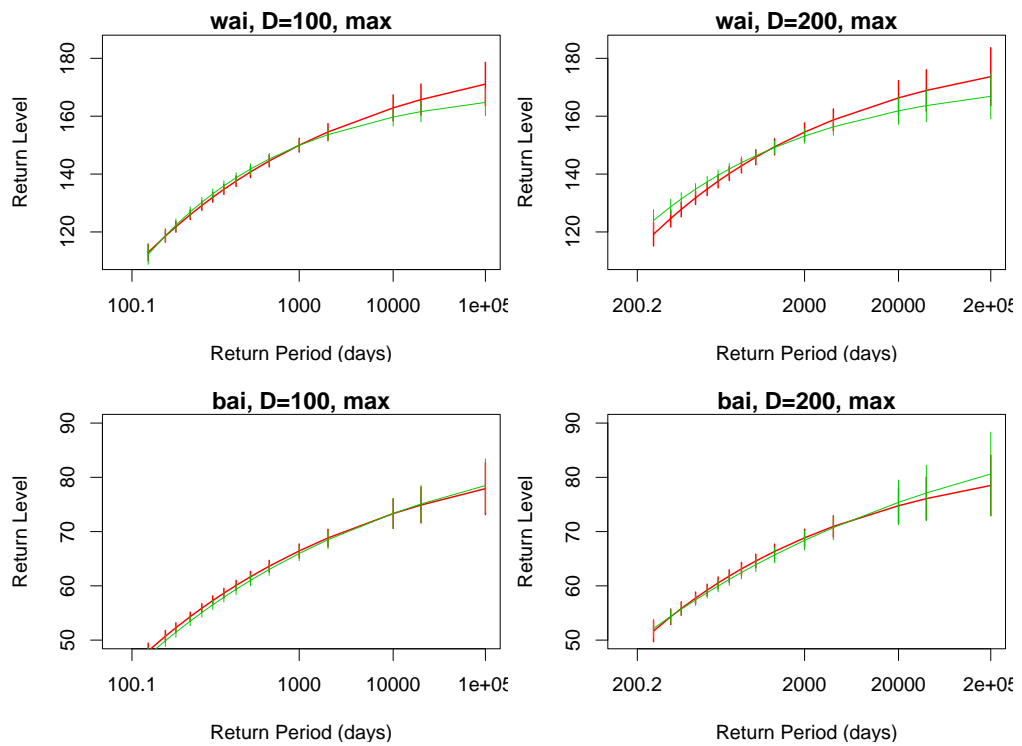 wai, D=100, max
Return Level
180
160
140
120
100.1 1000 10000 1e+05
Return Period (days)
wai, D=200, max
Return Level
180
160
140
120
200.2 2000 20000 2e+05
Return Period (days)
bai, D=100, max
Return Level
90
80
70
60
50
100.1 1000 10000 1e+05
Return Period (days)
bai, D=200, max
Return Level
90
80
70
60
50
200.2 2000 20000 2e+05
Return Period (days)